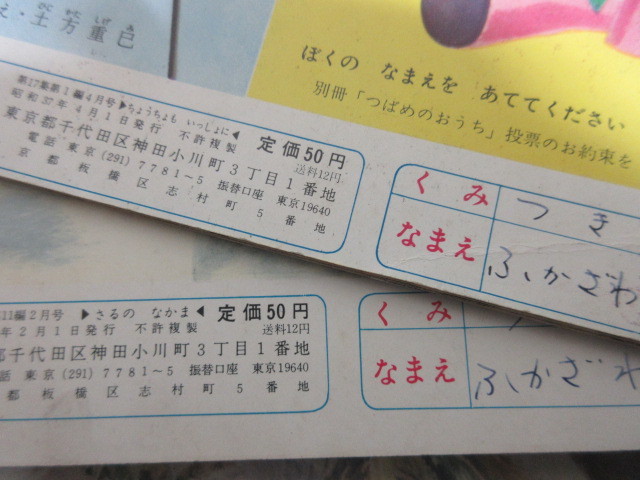 え・土方重巳
ぼくの なまえを あててください
別冊「つばめのおうち」投票のお約束を
第17集第1編4月号 ▶ちょうちょも いっしょに◀
昭和37年4月1日発行 不許複製
定価50円
送料12円
東京都千代田区神田小川町3丁目1番地
電話 東京(291)7781～5 振替口座 東京19640
京都板橋区志村町5番地
くみ つき
なまえ ふかざわ
11編2月号 ▶さるの なかま◀
年2月1日発行 不許複製
定価50円
送料12円
都千代田区神田小川町3丁目1番地
話 東京(291)7781～5 振替口座 東京19640
都板橋区志村町5番地
くみ
なまえ ふかざわ